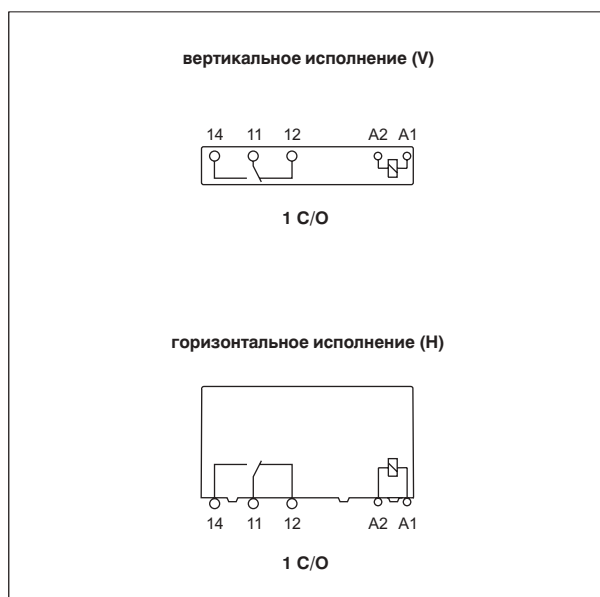 вертикальное исполнение (V)
14 11 12 A2 A1
1 C/O
горизонтальное исполнение (H)
14 11 12 A2 A1
1 C/O